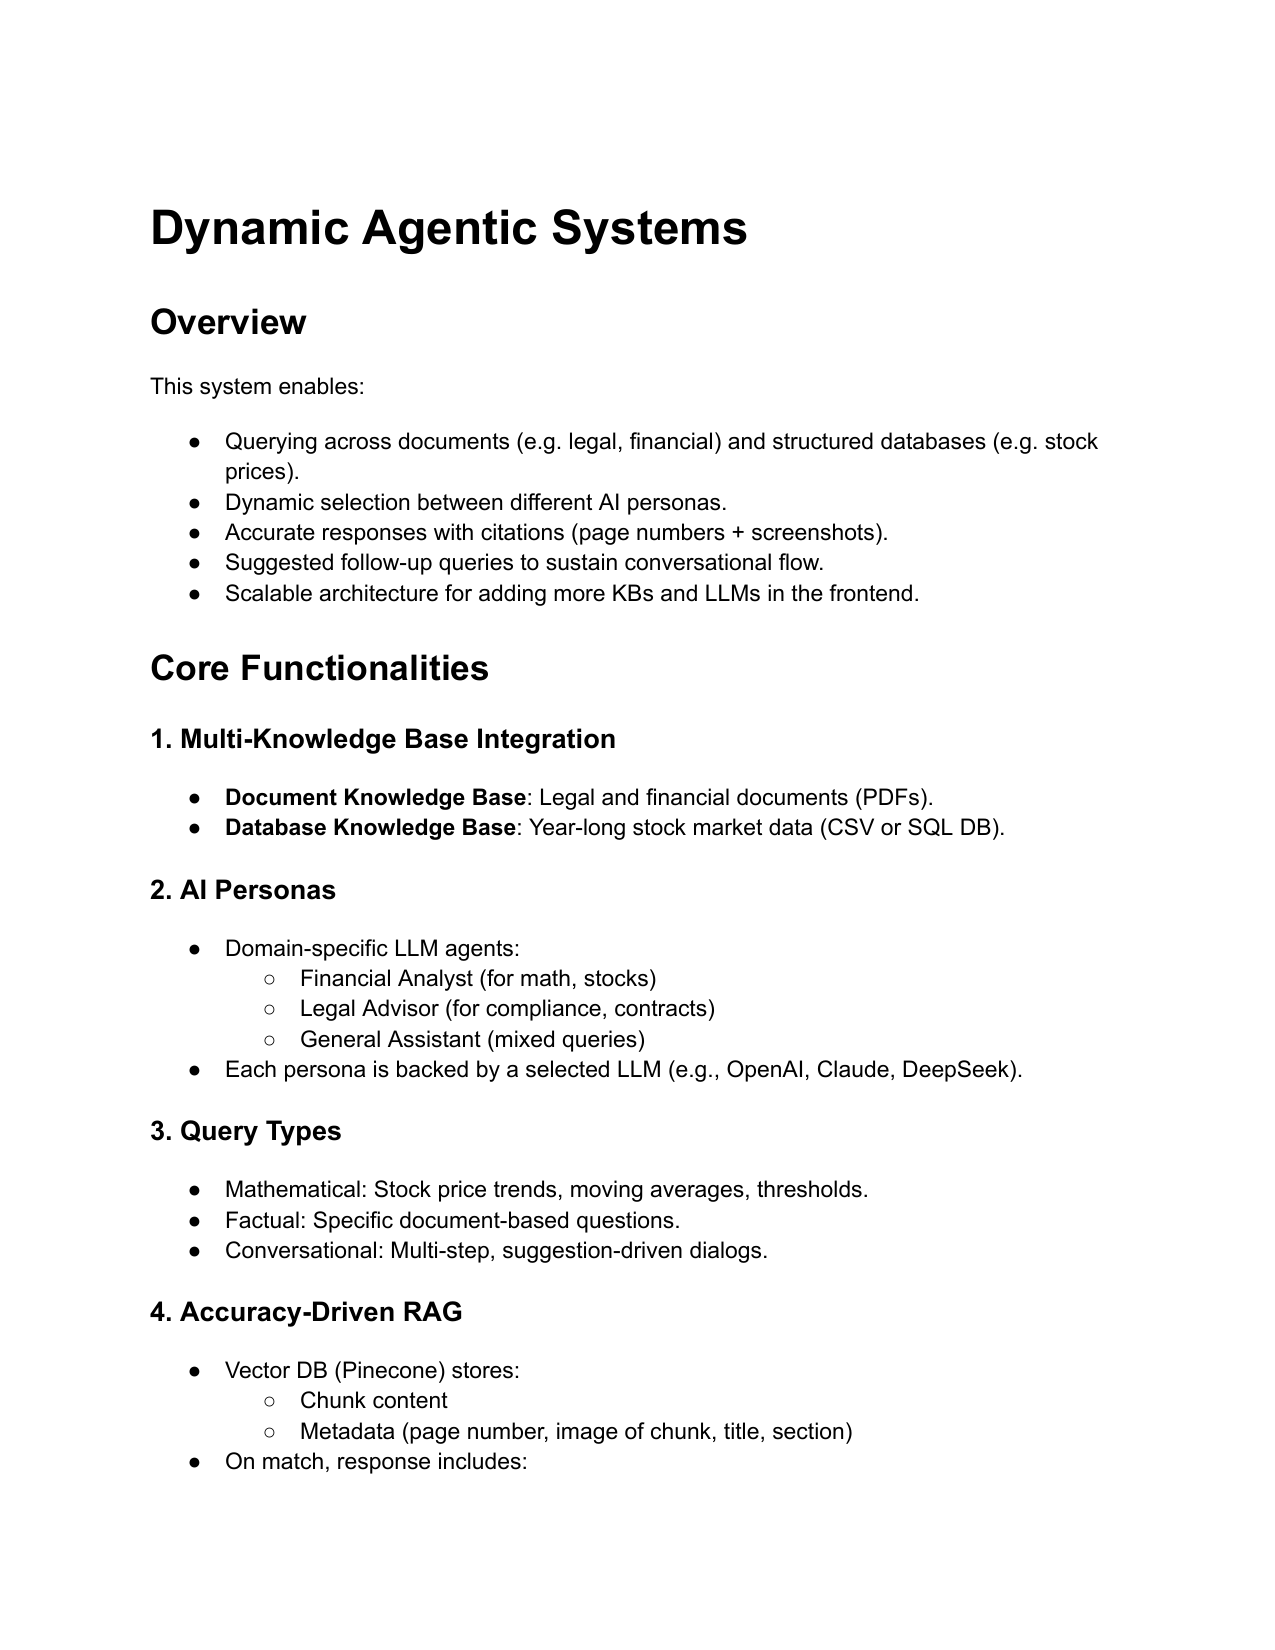 Dynamic Agentic Systems
Overview
This system enables:
● Querying across documents (e.g. legal, financial) and structured databases (e.g. stock
prices).
● Dynamic selection between different AI personas.
● Accurate responses with citations (page numbers + screenshots).
● Suggested follow-up queries to sustain conversational flow.
● Scalable architecture for adding more KBs and LLMs in the frontend.
Core Functionalities
1. Multi-Knowledge Base Integration
● Document Knowledge Base: Legal and financial documents (PDFs).
● Database Knowledge Base: Year-long stock market data (CSV or SQL DB).
2. AI Personas
● Domain-specific LLM agents:
○ Financial Analyst (for math, stocks)
○ Legal Advisor (for compliance, contracts)
○ General Assistant (mixed queries)
● Each persona is backed by a selected LLM (e.g., OpenAI, Claude, DeepSeek).
3. Query Types
● Mathematical: Stock price trends, moving averages, thresholds.
● Factual: Specific document-based questions.
● Conversational: Multi-step, suggestion-driven dialogs.
4. Accuracy-Driven RAG
● Vector DB (Pinecone) stores:
○ Chunk content
○ Metadata (page number, image of chunk, title, section)
● On match, response includes: